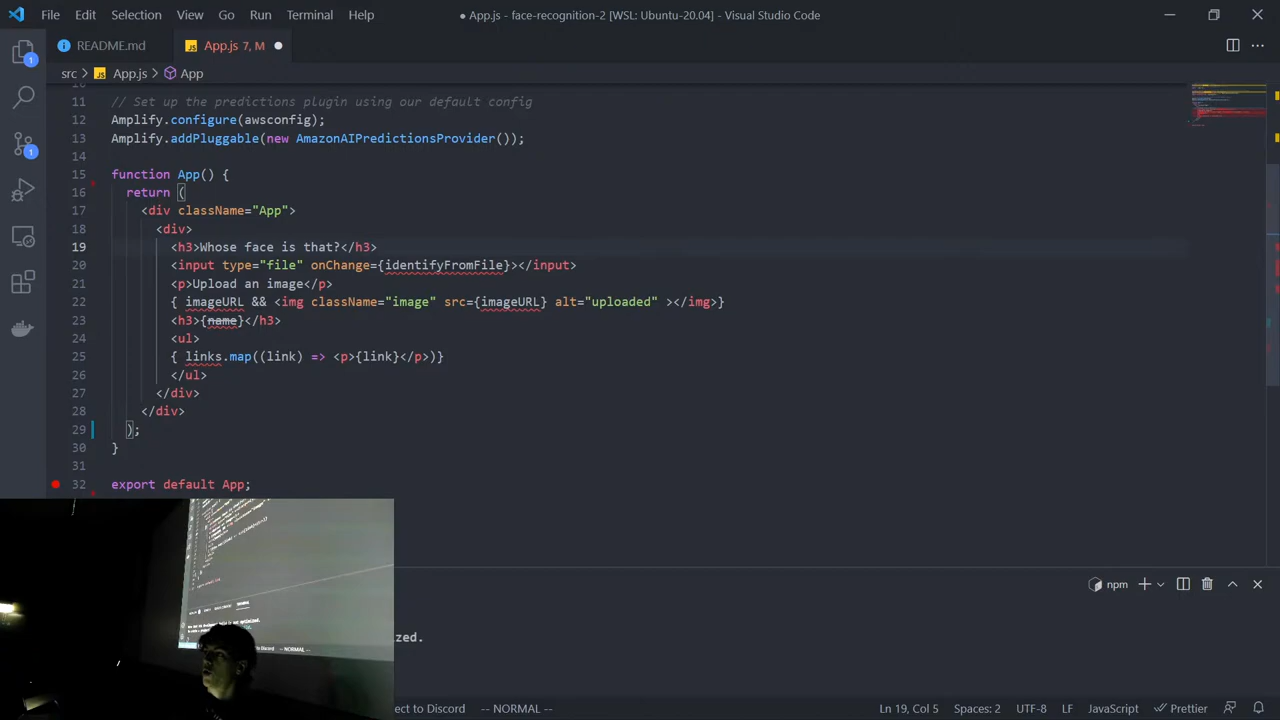 File Edit Selection View Go Run Terminal Help
● App.js - face-recognition-2 [WSL: Ubuntu-20.04] - Visual Studio Code
README.md
App.js 7, M
src > App.js > App
11 // Set up the predictions plugin using our default config
12 Amplify.configure(awsconfig);
13 Amplify.addPluggable(new AmazonAIPredictionsProvider());
14
15 function App() {
16 return (
17 <div className="App">
18 <div>
19 <h3>Whose face is that?</h3>
20 <input type="file" onChange={identifyFromFile}></input>
21 <p>Upload an image</p>
22 { imageURL && <img className="image" src={imageURL} alt="uploaded" ></img>}
23 <h3>{name}</h3>
24 <ul>
25 { links.map((link) => <p>{link}</p>)}
26 </ul>
27 </div>
28 </div>
29 );
30 }
31
32 export default App;
npm
zed.
ect to Discord -- NORMAL -- Ln 19, Col 5 Spaces: 2 UTF-8 LF JavaScript Prettier